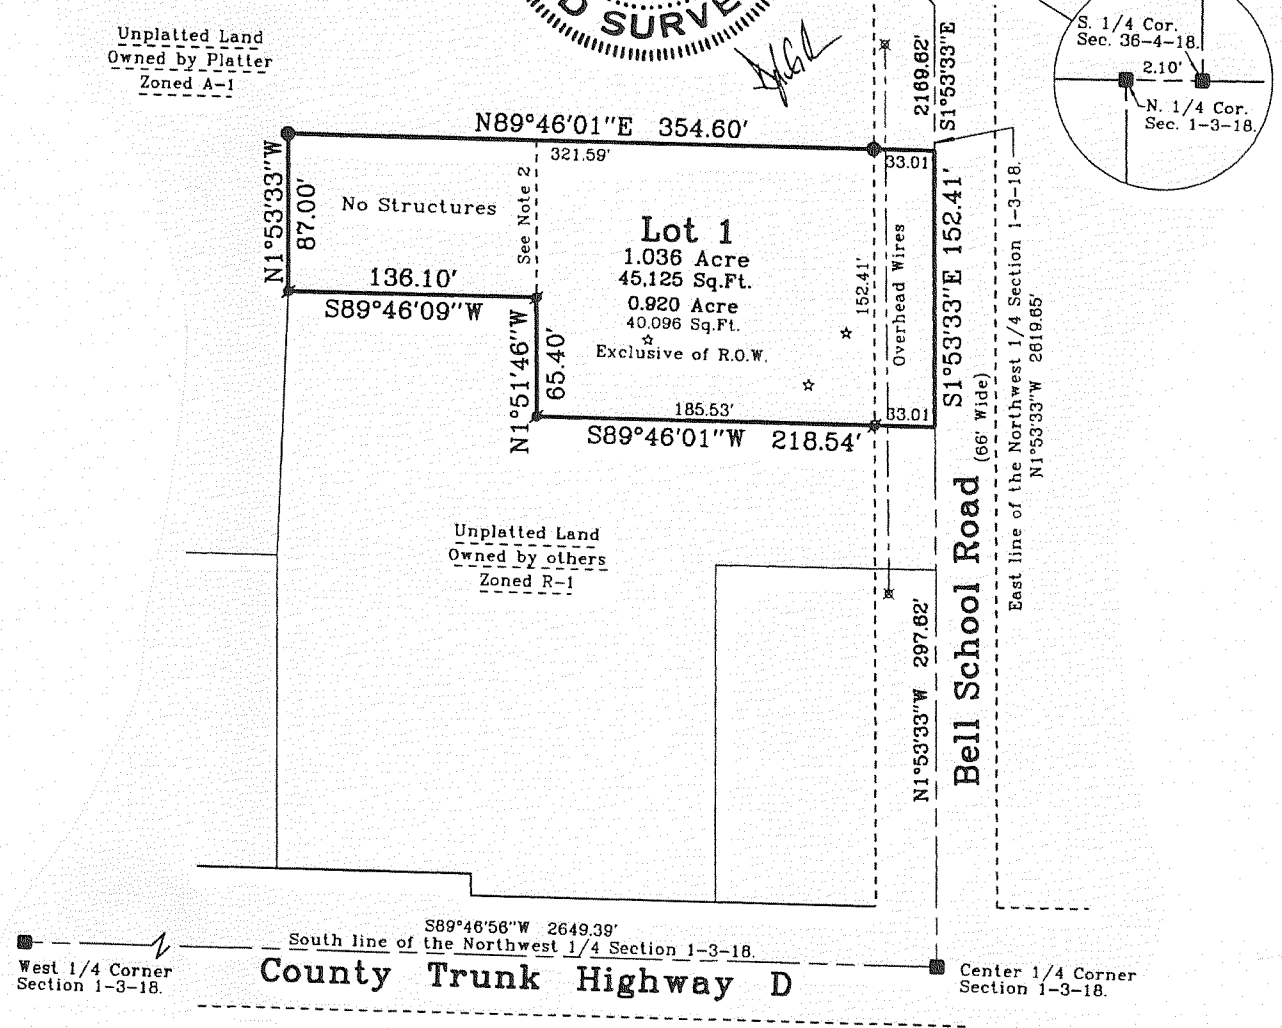 D SURVE
Unplatted Land
Owned by Platter
Zoned A-1
2169.62'
S1°53'33"E
S. 1/4 Cor.
Sec. 36-4-18.
2.10'
N. 1/4 Cor.
Sec. 1-3-18.
N89°46'01"E 354.60'
321.59'
33.01
N1°53'33"W
87.00'
No Structures
See Note 2
Lot 1
1.036 Acre
45,125 Sq.Ft.
0.920 Acre
40.096 Sq.Ft.
Exclusive of R.O.W.
152.41'
Overhead Wires
S1°53'33"E 152.41'
136.10'
S89°46'09"W
N1°51'46"W
65.40'
185.53'
33.01
S89°46'01"W 218.54'
(66' Wide)
East line of the Northwest 1/4 Section 1-3-18.
N1°53'33"W 2619.65'
Bell School Road
Unplatted Land
Owned by others
Zoned R-1
N1°53'33"W 297.62'
S89°46'56"W 2649.39'
South line of the Northwest 1/4 Section 1-3-18.
West 1/4 Corner
Section 1-3-18.
County Trunk Highway D
Center 1/4 Corner
Section 1-3-18.